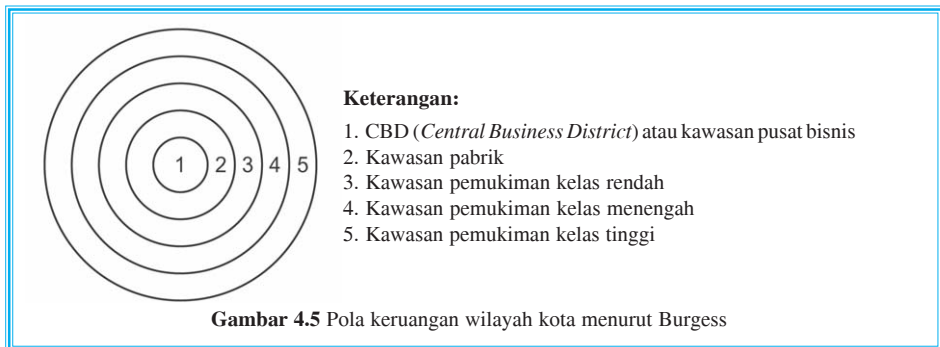 1 2 3 4 5
Keterangan:
1. CBD (Central Business District) atau kawasan pusat bisnis
2. Kawasan pabrik
3. Kawasan pemukiman kelas rendah
4. Kawasan pemukiman kelas menengah
5. Kawasan pemukiman kelas tinggi
Gambar 4.5 Pola keruangan wilayah kota menurut Burgess